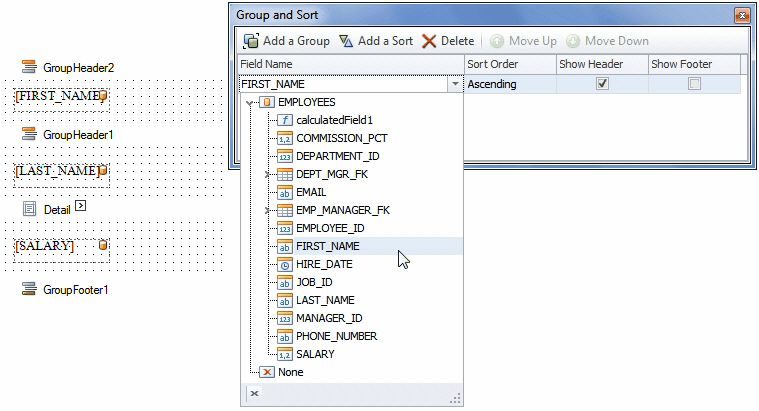 GroupHeader2
[FIRST_NAME]
GroupHeader1
[LAST_NAME]
Detail
[SALARY]
GroupFooter1
Group and Sort
Add a Group Add a Sort Delete Move Up Move Down
Field Name Sort Order Show Header Show Footer
FIRST_NAME Ascending
EMPLOYEES
calculatedField1
COMMISSION_PCT
DEPARTMENT_ID
DEPT_MGR_FK
EMAIL
EMP_MANAGER_FK
EMPLOYEE_ID
FIRST_NAME
HIRE_DATE
JOB_ID
LAST_NAME
MANAGER_ID
PHONE_NUMBER
SALARY
None